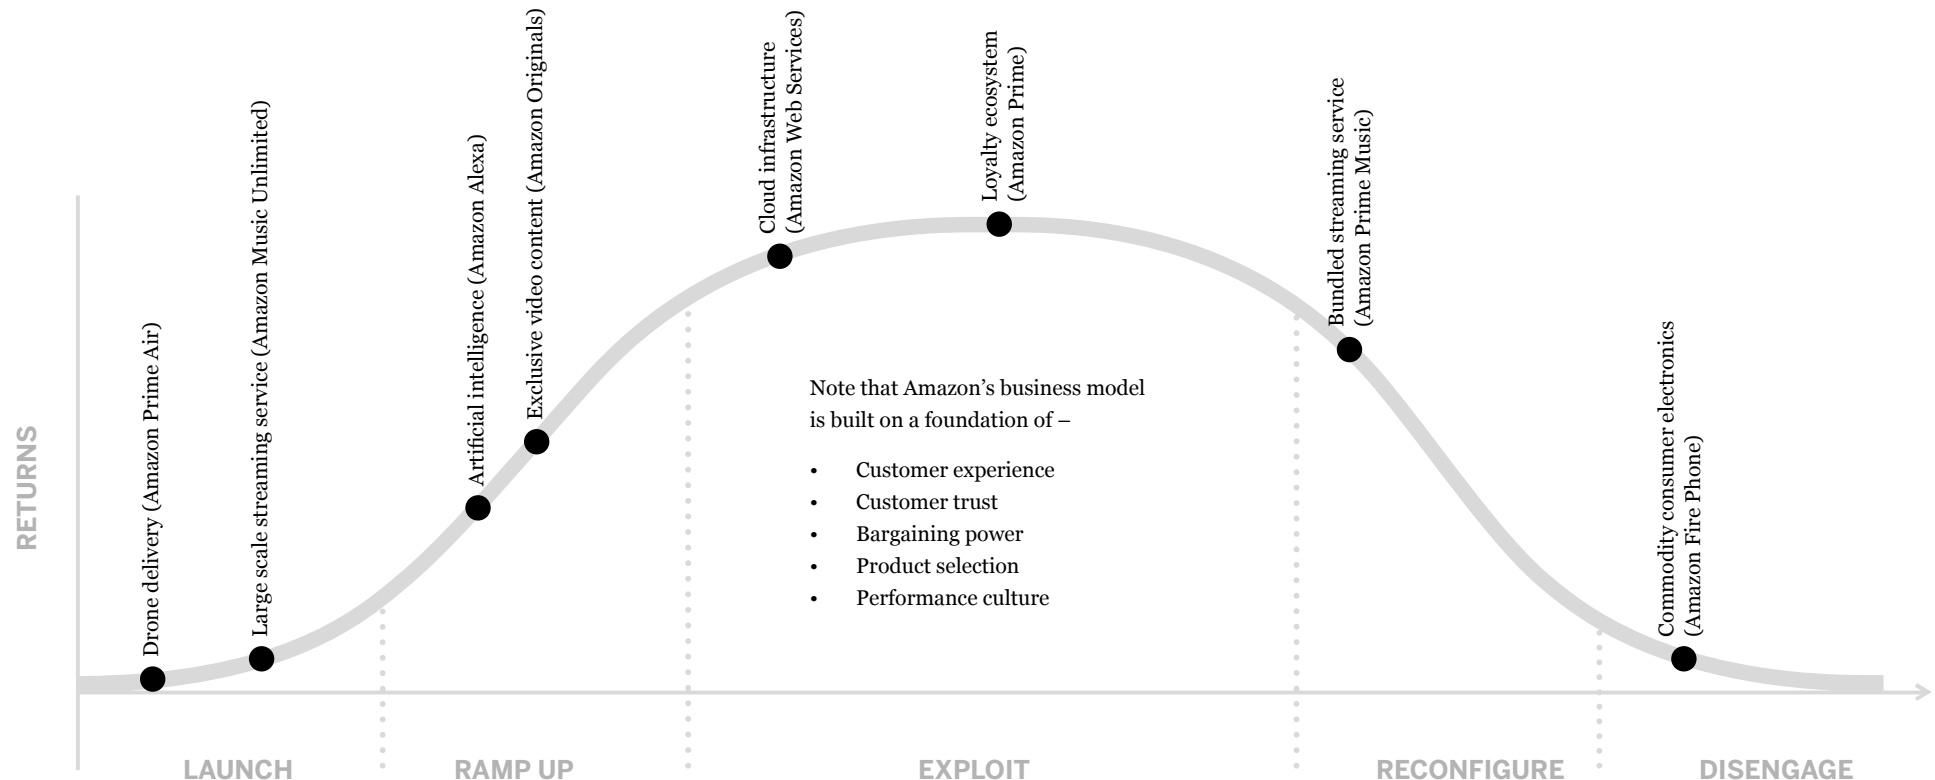 RETURNS
Drone delivery (Amazon Prime Air)
Large scale streaming service (Amazon Music Unlimited)
Artificial intelligence (Amazon Alexa)
Exclusive video content (Amazon Originals)
Cloud infrastructure
(Amazon Web Services)
Loyalty ecosystem
(Amazon Prime)
Bundled streaming service
(Amazon Prime Music)
Commodity consumer electronics
(Amazon Fire Phone)
Note that Amazon’s business model
is built on a foundation of –
• Customer experience
• Customer trust
• Bargaining power
• Product selection
• Performance culture
LAUNCH
RAMP UP
EXPLOIT
RECONFIGURE
DISENGAGE